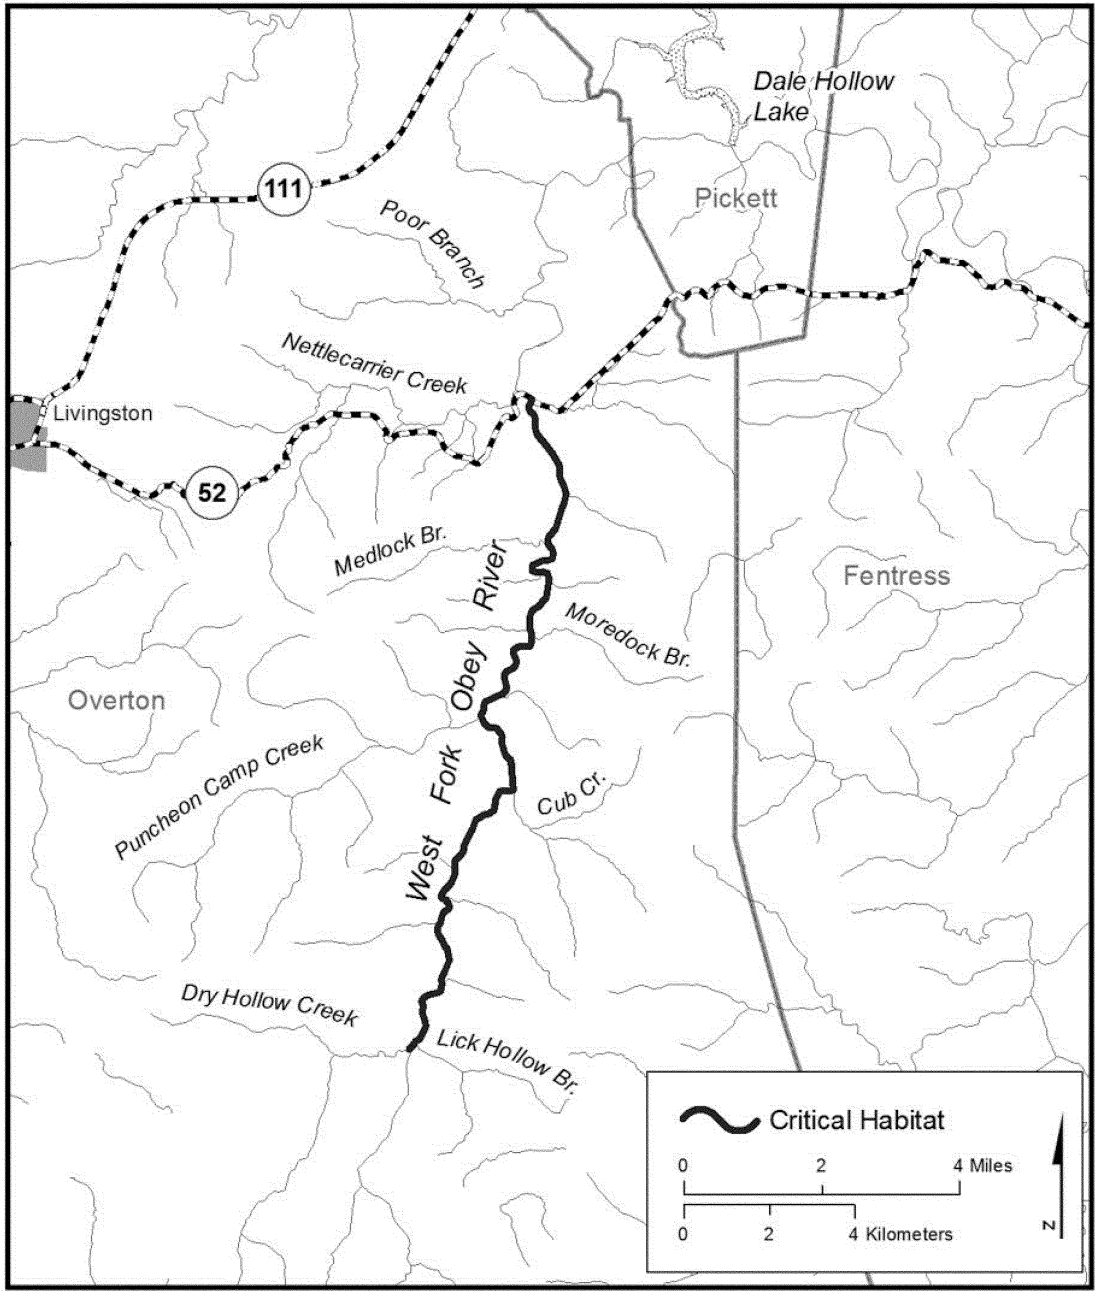 Dale Hollow
Lake
111
Pickett
Poor Branch
Nettlecarrier Creek
Livingston
52
Medlock Br.
Fentress
Moredock Br.
West Fork Obey River
Overton
Puncheon Camp Creek
Cub Cr.
Dry Hollow Creek
Lick Hollow Br.
Critical Habitat
0 2 4 Miles
0 2 4 Kilometers
N